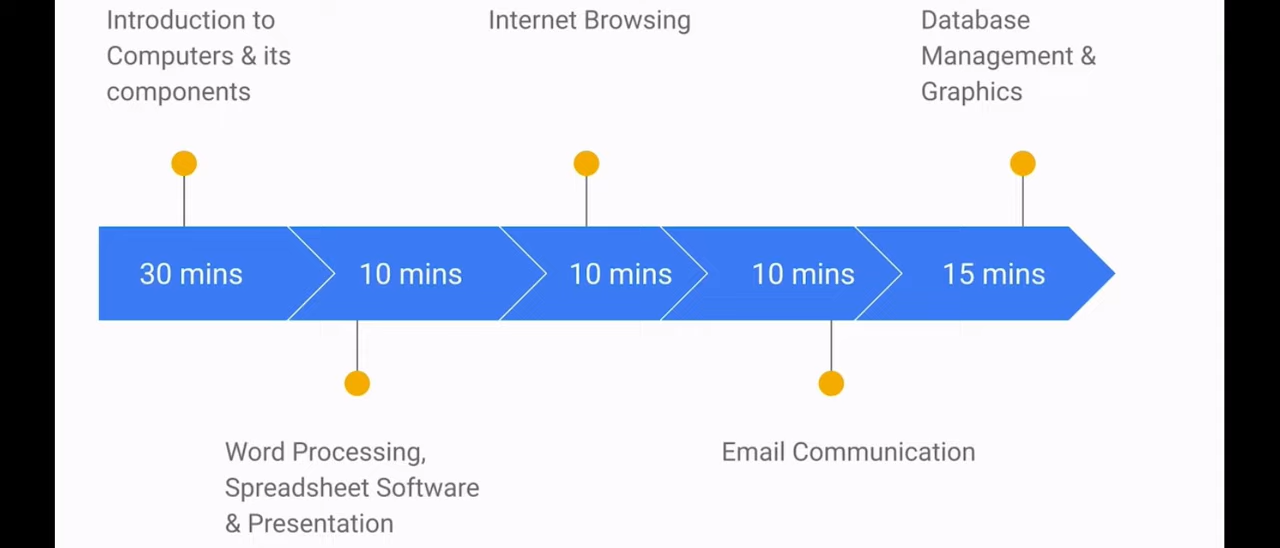 Introduction to
Computers & its
components
Internet Browsing
Database
Management &
Graphics
30 mins
10 mins
10 mins
10 mins
15 mins
Word Processing,
Spreadsheet Software
& Presentation
Email Communication